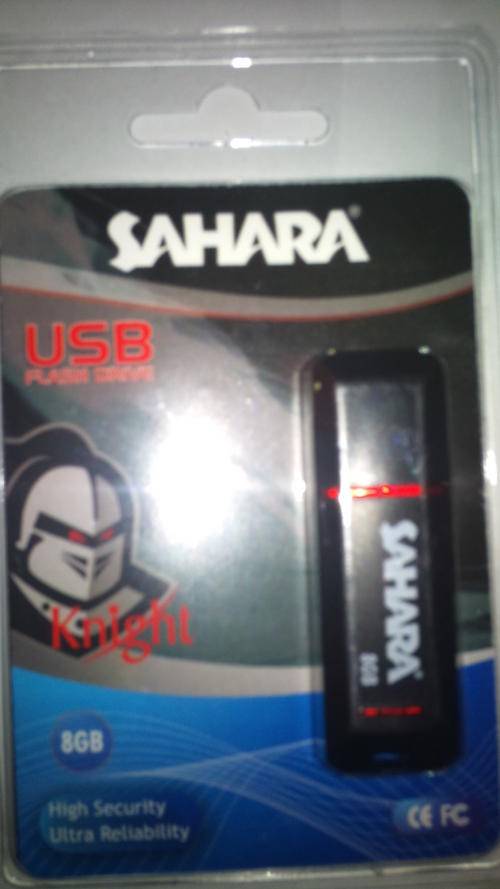 SAHARA®
USB
FLASH DRIVE
Knight
SAHARA
8GB
8GB
High Security
Ultra Reliability
CE FC